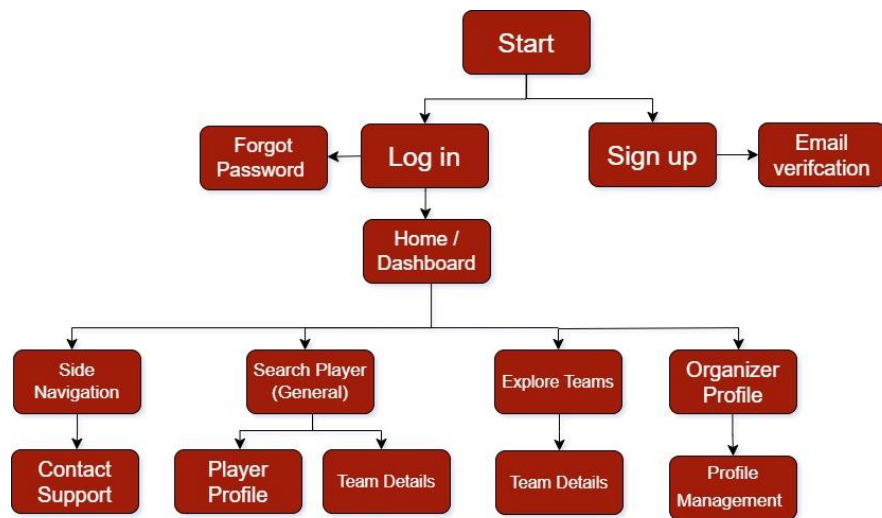 Start
Forgot
Password
Log in
Sign up
Email
verifcation
Home /
Dashboard
Side
Navigation
Search Player
(General)
Explore Teams
Organizer
Profile
Contact
Support
Player
Profile
Team Details
Team Details
Profile
Management